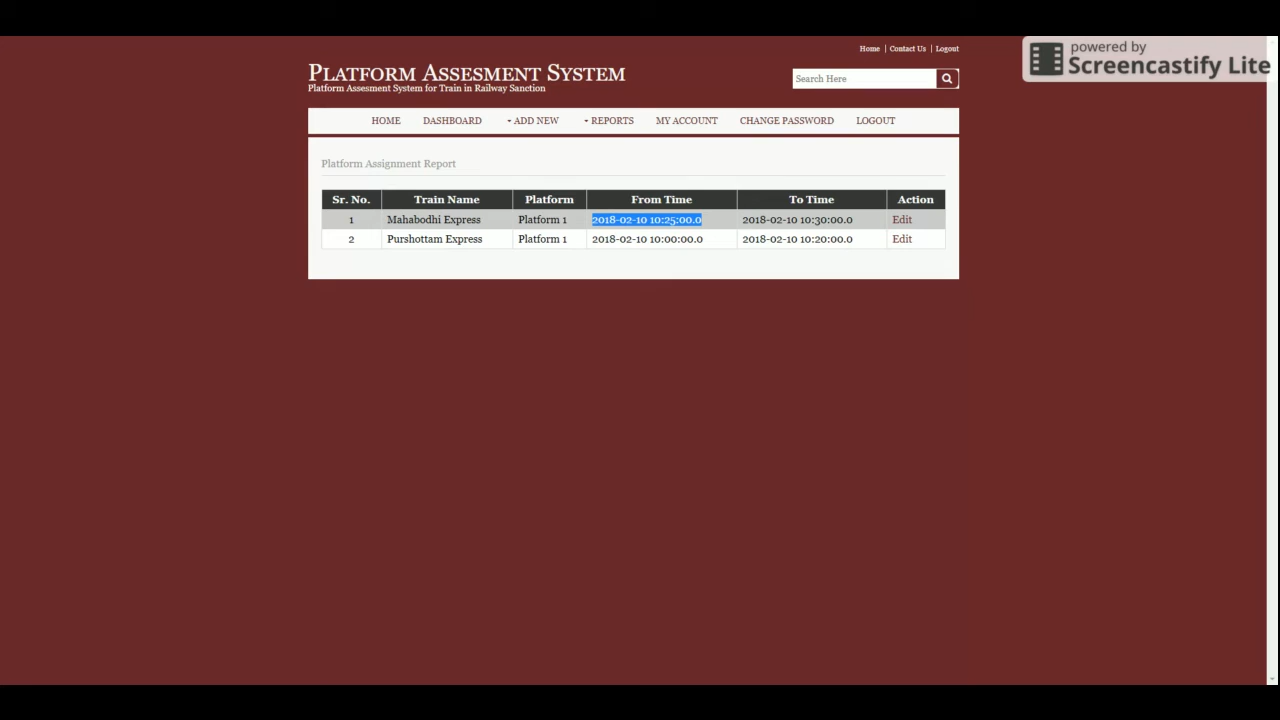 Home Contact Us Logout
powered by
Screencastify Lite
PLATFORM ASSESMENT SYSTEM
Platform Assesment System for Train in Railway Sanction
Search Here
HOME DASHBOARD ADD NEW REPORTS MY ACCOUNT CHANGE PASSWORD LOGOUT
Platform Assignment Report
Sr. No. Train Name Platform From Time To Time Action
1 Mahabodhi Express Platform 1 2018-02-10 10:25:00.0 2018-02-10 10:30:00.0 Edit
2 Purshottam Express Platform 1 2018-02-10 10:00:00.0 2018-02-10 10:20:00.0 Edit